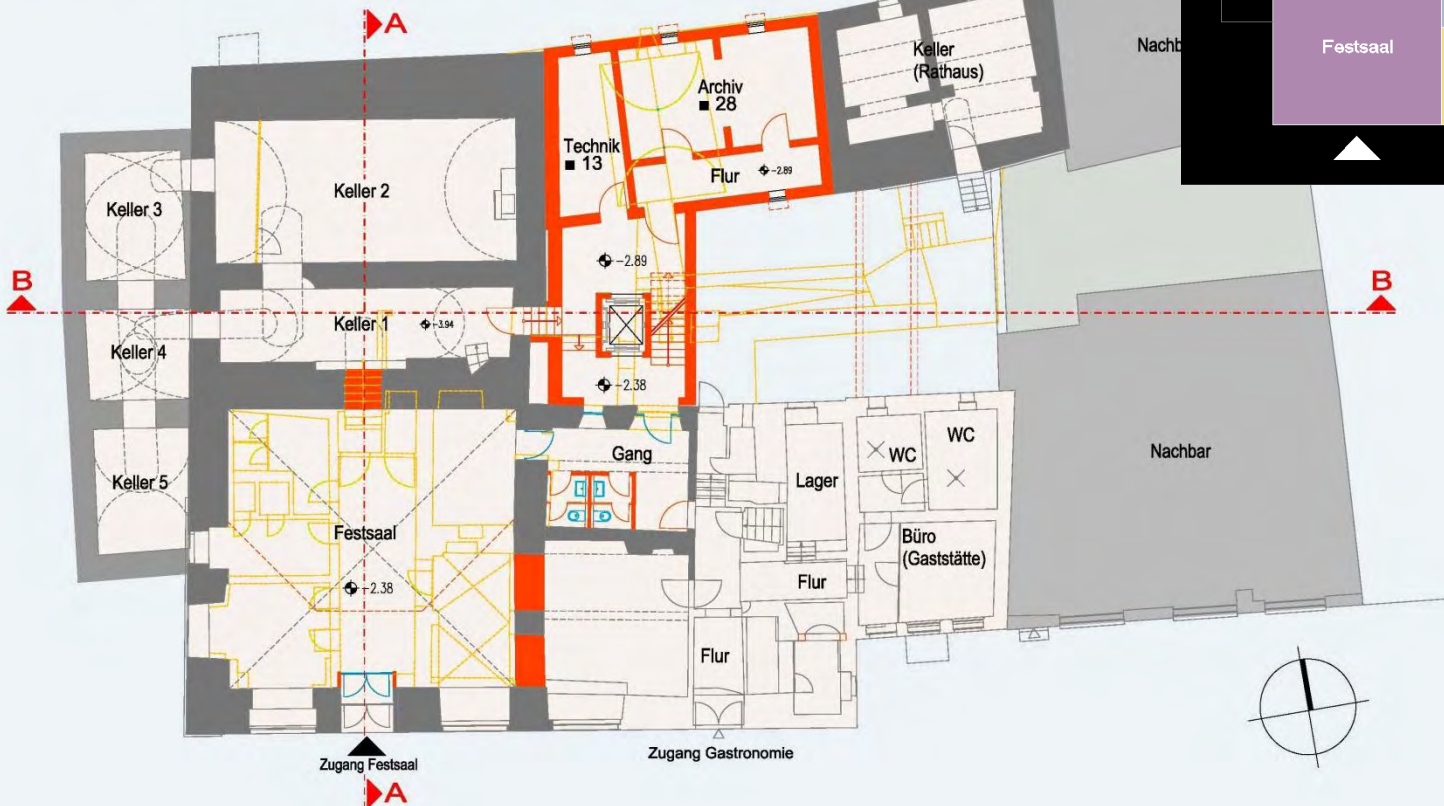 A
Festsaal
Nachb
Keller
(Rathaus)
Archiv
28
Technik
13
Flur
-2.89
Keller 3
Keller 2
-2.89
B
B
Keller 1
-3.94
Keller 4
-2.38
Gang
WC
WC
Nachbar
Lager
Keller 5
Festsaal
Büro
(Gaststätte)
-2.38
Flur
Flur
Zugang Festsaal
Zugang Gastronomie
A